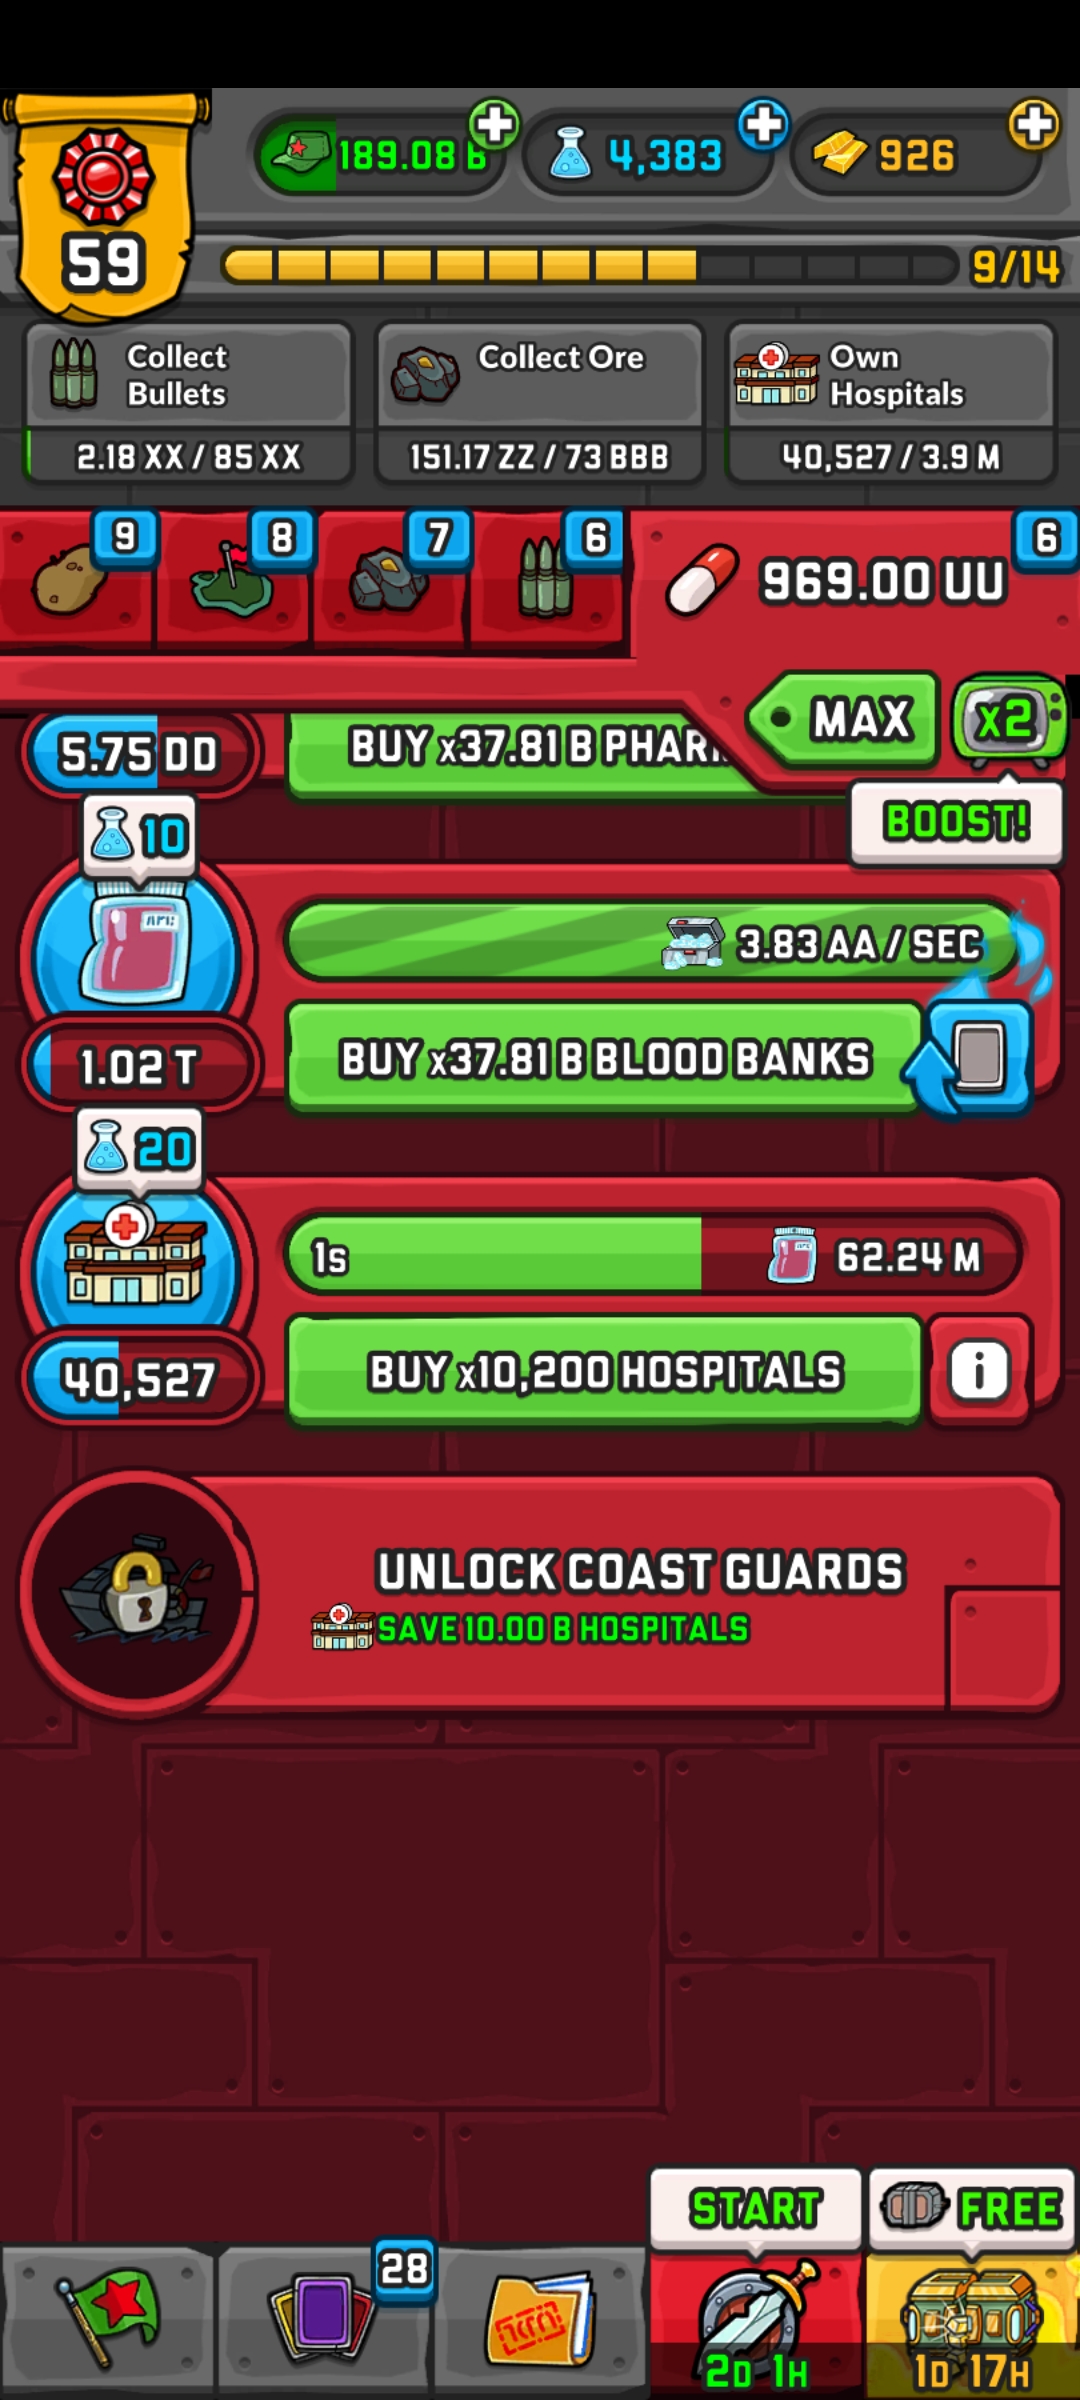 189.08 B
4,383
926
59
9/14
Collect
Bullets
2.18 XX / 85 XX
Collect Ore
151.17 ZZ / 73 BBB
Own
Hospitals
40,527 / 3.9 M
9
8
7
6
969.00 UU
6
MAX
x2
BOOST!
5.75 DD
BUY x37.81 B
10
3.83 AA / SEC
1.02 T
BUY x37.81 B BLOOD BANKS
20
1s
62.24 M
40,527
BUY x10,200 HOSPITALS
i
UNLOCK COAST GUARDS
SAVE 10.00 B HOSPITALS
START
FREE
28
2D 1H
1D 17H